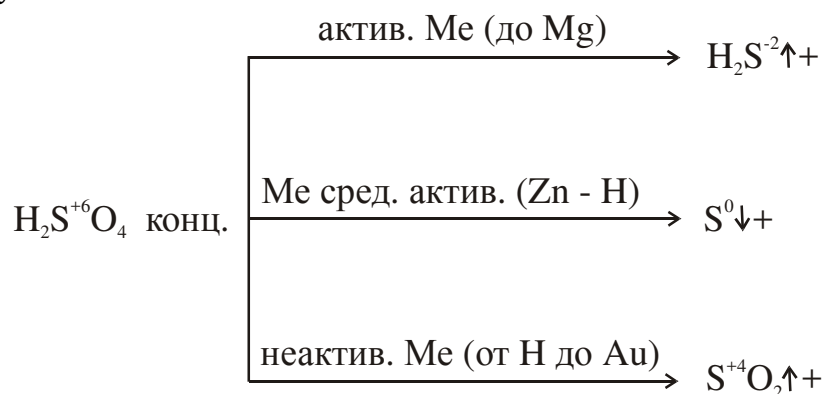 актив. Me (до Mg)
H₂S⁻²↑+
Me сред. актив. (Zn - H)
H₂S⁺⁶O₄ конц.
S⁰↓+
неактив. Me (от H до Au)
S⁺⁴O₂↑+